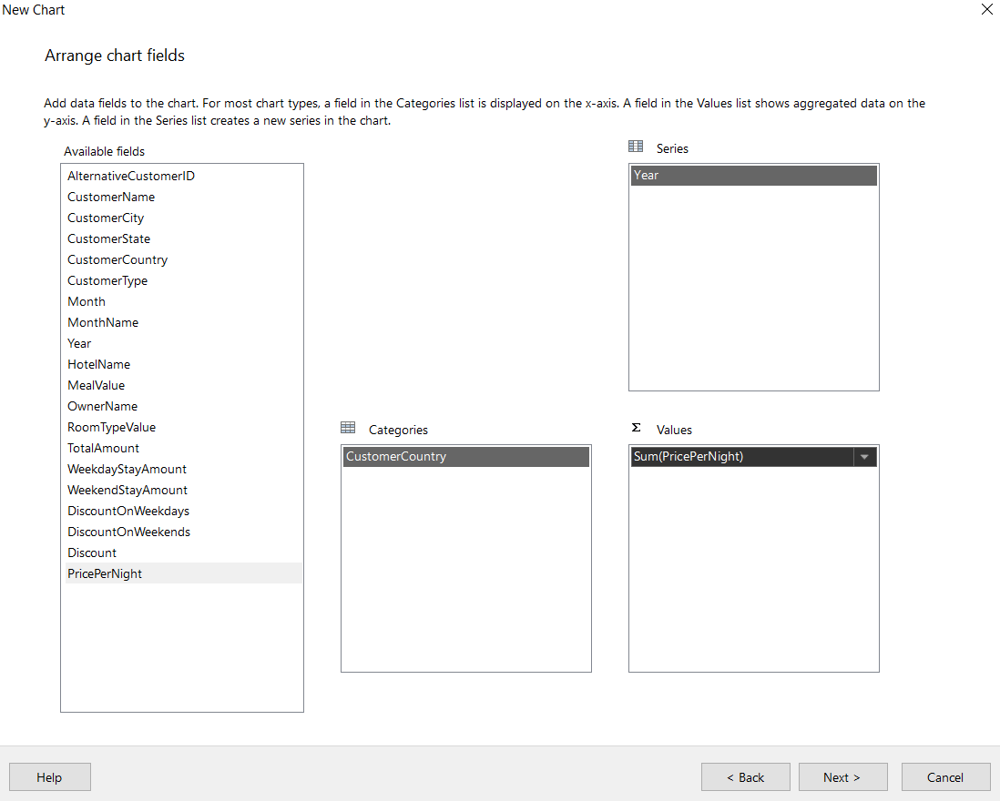 New Chart
Arrange chart fields
Add data fields to the chart. For most chart types, a field in the Categories list is displayed on the x-axis. A field in the Values list shows aggregated data on the
y-axis. A field in the Series list creates a new series in the chart.
Available fields
AlternativeCustomerID
CustomerName
CustomerCity
CustomerState
CustomerCountry
CustomerType
Month
MonthName
Year
HotelName
MealValue
OwnerName
RoomTypeValue
TotalAmount
WeekdayStayAmount
WeekendStayAmount
DiscountOnWeekdays
DiscountOnWeekends
Discount
PricePerNight
Series
Year
Categories
CustomerCountry
Σ Values
Sum(PricePerNight)
Help
< Back
Next >
Cancel